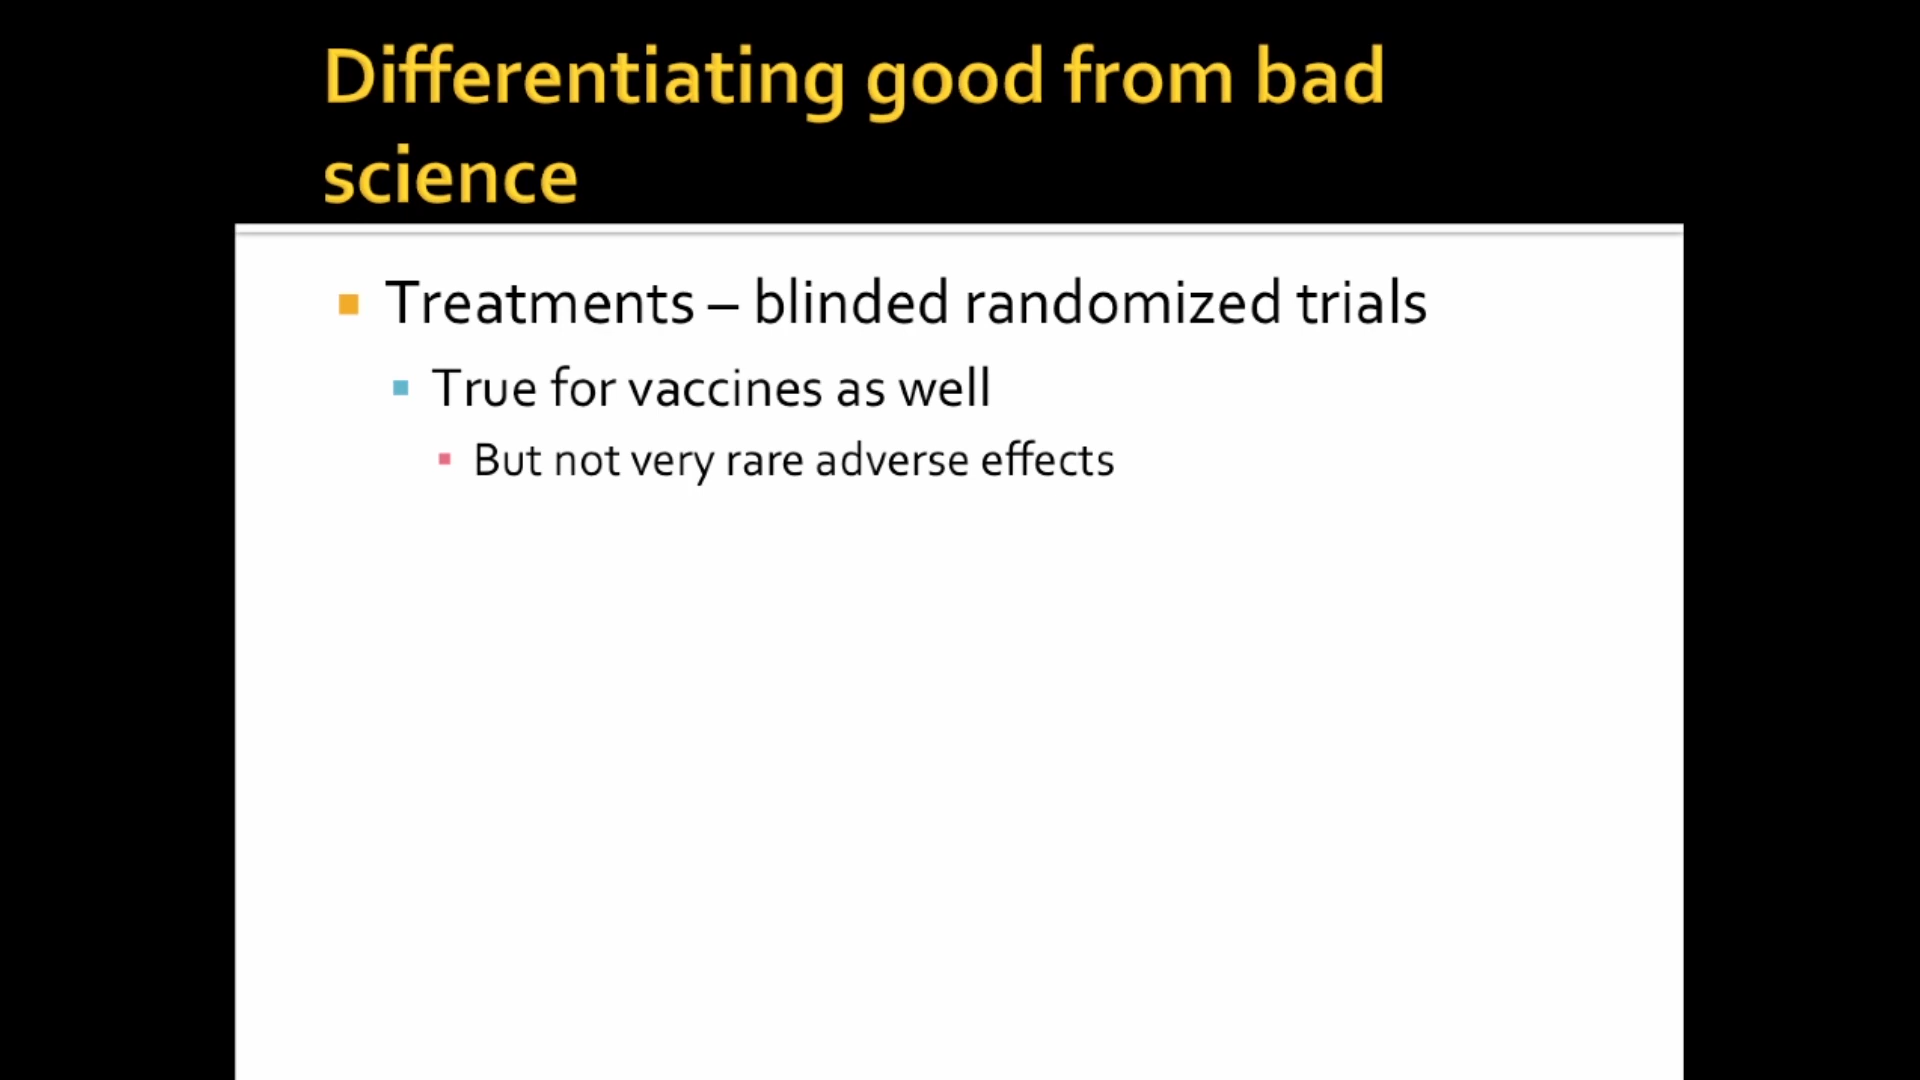 Differentiating good from bad
science
Treatments – blinded randomized trials
True for vaccines as well
But not very rare adverse effects